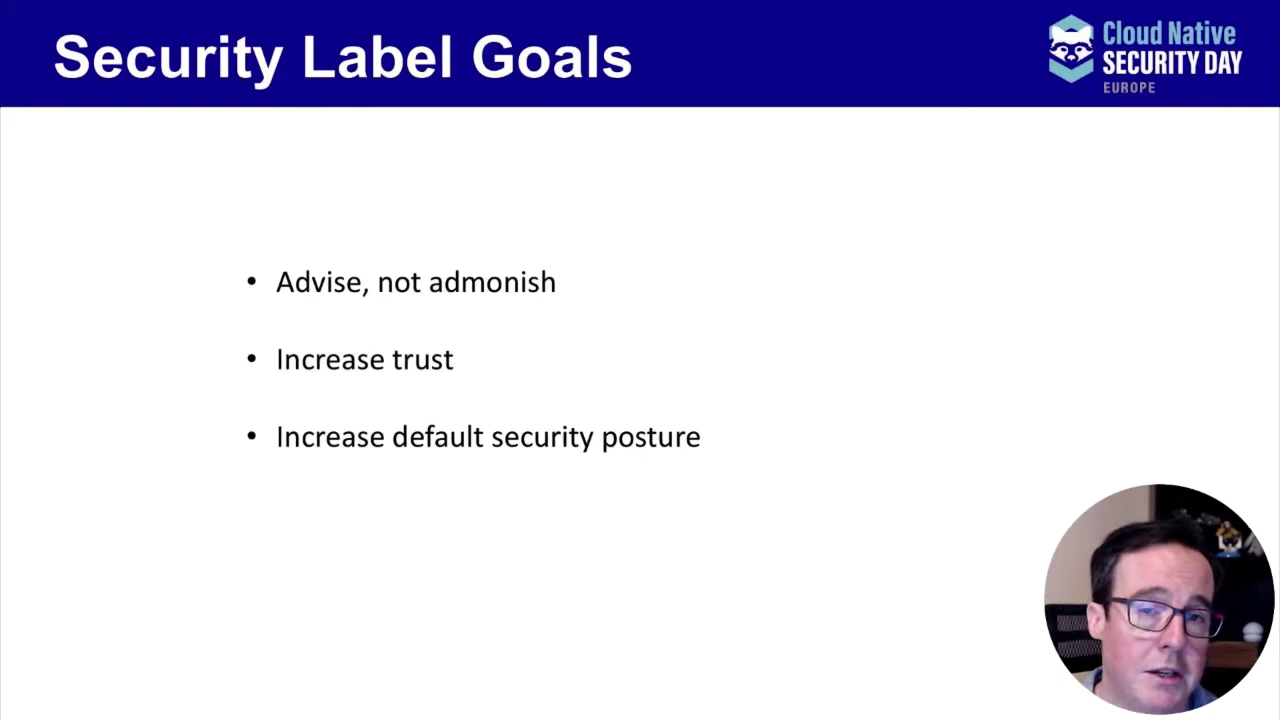 Security Label Goals
Cloud Native
SECURITY DAY
EUROPE
• Advise, not admonish
• Increase trust
• Increase default security posture